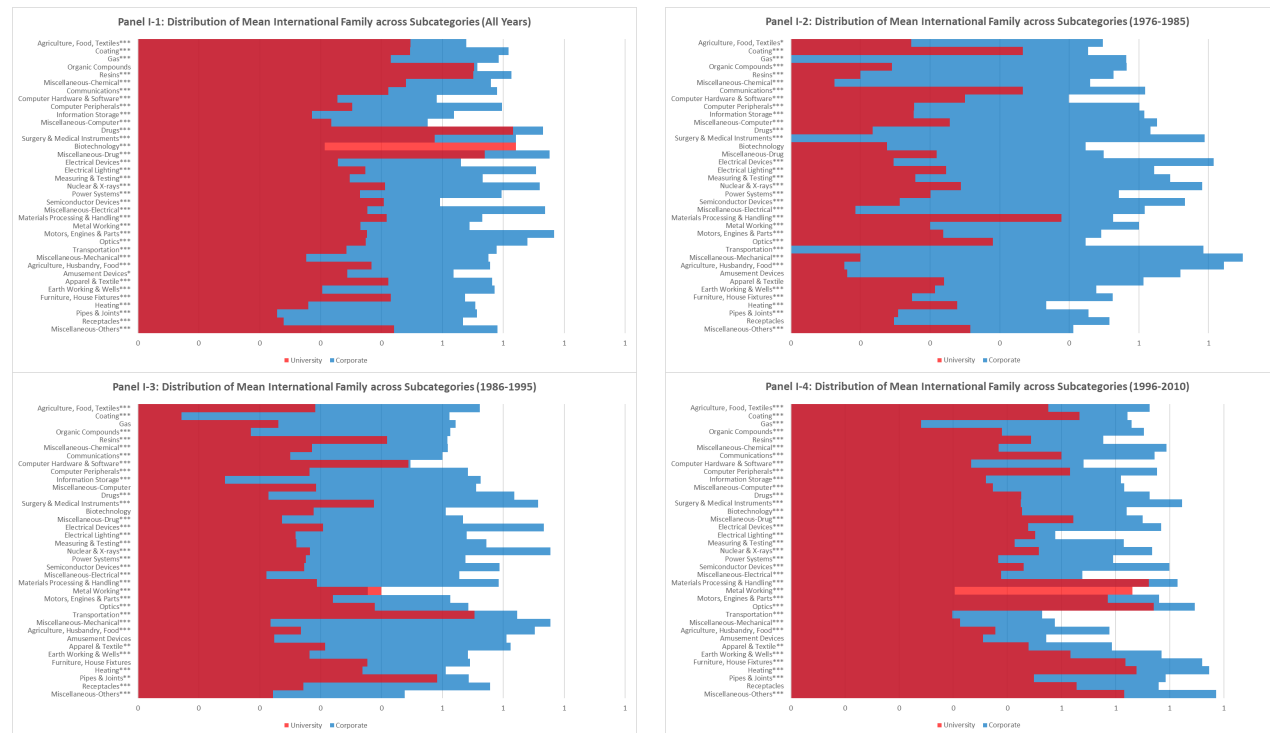 Panel I-1: Distribution of Mean International Family across Subcategories (All Years)
Agriculture, Food, Textiles***
Coating***
Gas***
Organic Compounds
Resins***
Miscellaneous-Chemical***
Communications***
Computer Hardware & Software***
Computer Peripherals***
Information Storage***
Miscellaneous-Computer***
Drugs***
Surgery & Medical Instruments***
Biotechnology***
Miscellaneous-Drug***
Electrical Devices***
Electrical Lighting***
Measuring & Testing***
Nuclear & X-rays***
Power Systems***
Semiconductor Devices***
Miscellaneous-Electrical***
Materials Processing & Handling***
Metal Working***
Motors, Engines & Parts***
Optics***
Transportation***
Miscellaneous-Mechanical***
Agriculture, Husbandry, Food***
Amusement Devices*
Apparel & Textile***
Earth Working & Wells***
Furniture, House Fixtures***
Heating***
Pipes & Joints***
Receptacles***
Miscellaneous-Others***
0 0 0 0 0 1 1 1 1
University Corporate
Panel I-2: Distribution of Mean International Family across Subcategories (1976-1985)
Agriculture, Food, Textiles*
Coating***
Gas***
Organic Compounds***
Resins***
Miscellaneous-Chemical***
Communications***
Computer Hardware & Software***
Computer Peripherals***
Information Storage***
Miscellaneous-Computer***
Drugs***
Surgery & Medical Instruments***
Biotechnology
Miscellaneous-Drug
Electrical Devices***
Electrical Lighting***
Measuring & Testing***
Nuclear & X-rays***
Power Systems***
Semiconductor Devices***
Miscellaneous-Electrical***
Materials Processing & Handling***
Metal Working***
Motors, Engines & Parts***
Optics***
Transportation***
Miscellaneous-Mechanical***
Agriculture, Husbandry, Food***
Amusement Devices
Apparel & Textile
Earth Working & Wells***
Furniture, House Fixtures***
Heating***
Pipes & Joints***
Receptacles
Miscellaneous-Others***
0 0 0 0 0 1 1
University Corporate
Panel I-3: Distribution of Mean International Family across Subcategories (1986-1995)
Agriculture, Food, Textiles***
Coating***
Gas
Organic Compounds***
Resins***
Miscellaneous-Chemical***
Communications***
Computer Hardware & Software***
Computer Peripherals***
Information Storage***
Miscellaneous-Computer
Drugs***
Surgery & Medical Instruments***
Biotechnology
Miscellaneous-Drug***
Electrical Devices***
Electrical Lighting***
Measuring & Testing***
Nuclear & X-rays***
Power Systems***
Semiconductor Devices***
Miscellaneous-Electrical***
Materials Processing & Handling***
Metal Working***
Motors, Engines & Parts***
Optics***
Transportation***
Miscellaneous-Mechanical***
Agriculture, Husbandry, Food***
Amusement Devices
Apparel & Textile**
Earth Working & Wells***
Furniture, House Fixtures
Heating***
Pipes & Joints**
Receptacles***
Miscellaneous-Others***
0 0 0 0 0 1 1 1 1
University Corporate
Panel I-4: Distribution of Mean International Family across Subcategories (1996-2010)
Agriculture, Food, Textiles***
Coating***
Gas***
Organic Compounds***
Resins***
Miscellaneous-Chemical***
Communications***
Computer Hardware & Software***
Computer Peripherals***
Information Storage***
Miscellaneous-Computer***
Drugs***
Surgery & Medical Instruments***
Biotechnology***
Miscellaneous-Drug***
Electrical Devices***
Electrical Lighting***
Measuring & Testing***
Nuclear & X-rays***
Power Systems***
Semiconductor Devices***
Miscellaneous-Electrical***
Materials Processing & Handling***
Metal Working***
Motors, Engines & Parts***
Optics***
Transportation***
Miscellaneous-Mechanical***
Agriculture, Husbandry, Food***
Amusement Devices
Apparel & Textile**
Earth Working & Wells***
Furniture, House Fixtures***
Heating***
Pipes & Joints***
Receptacles
Miscellaneous-Others***
0 0 0 0 0 1 1 1 1
University Corporate